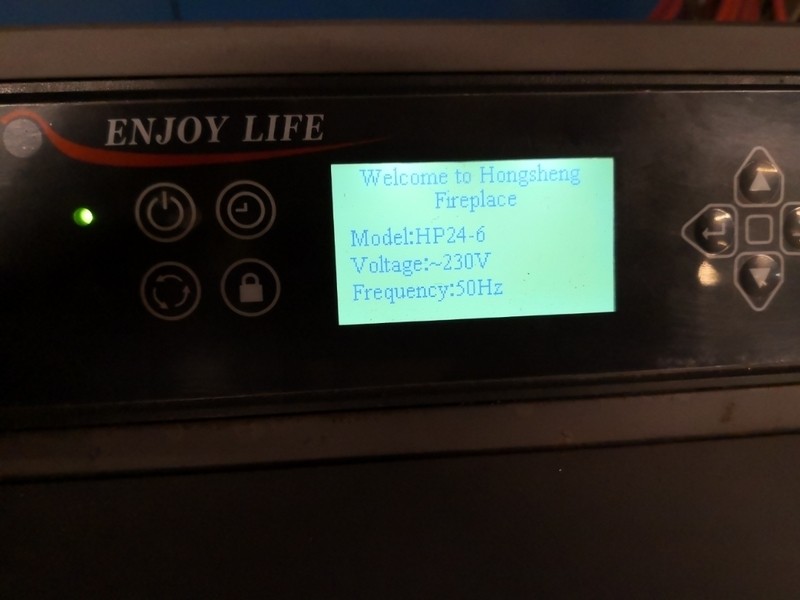 ENJOY LIFE
Welcome to Hongsheng
Fireplace
Model:HP24-6
Voltage:~230V
Frequency:50Hz